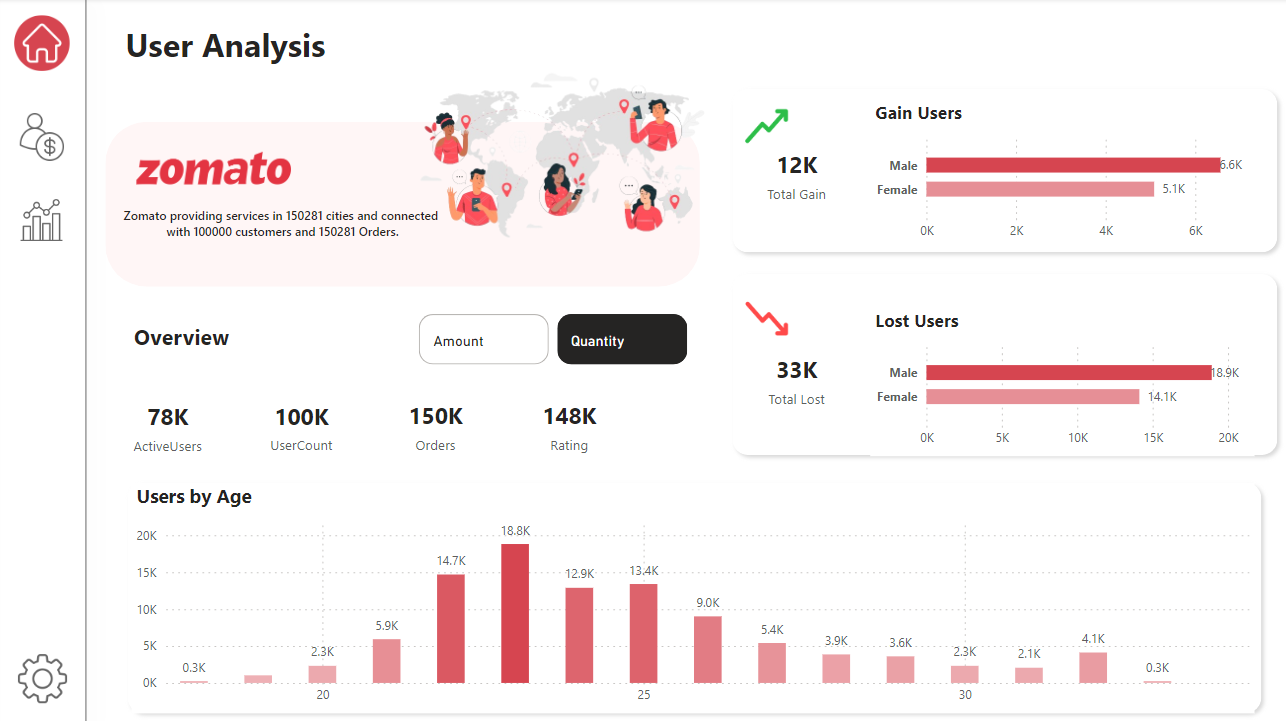 User Analysis
zomato
Zomato providing services in 150281 cities and connected
with 100000 customers and 150281 Orders.
Gain Users
12K
Total Gain
Male
6.6K
Female
5.1K
0K 2K 4K 6K
Lost Users
33K
Total Lost
Male
18.9K
Female
14.1K
0K 5K 10K 15K 20K
Overview
Amount
Quantity
78K
ActiveUsers
100K
UserCount
150K
Orders
148K
Rating
Users by Age
20K
15K
10K
5K
0K
0.3K
2.3K
5.9K
14.7K
18.8K
12.9K
13.4K
9.0K
5.4K
3.9K
3.6K
2.3K
2.1K
4.1K
0.3K
20 25 30